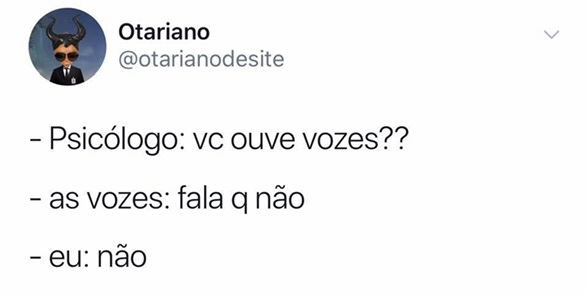 Otariano
@otarianodesite
- Psicólogo: vc ouve vozes??
- as vozes: fala q não
- eu: não